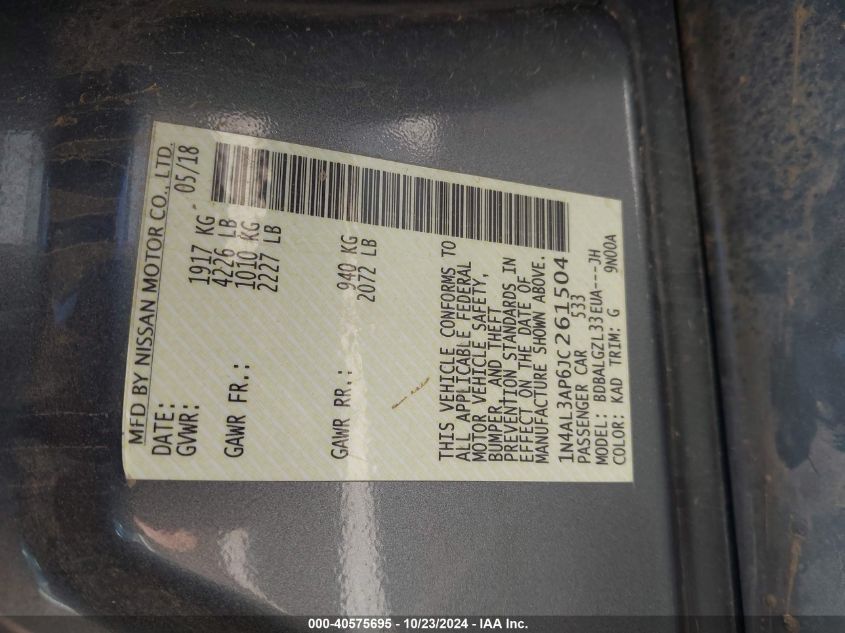 MFD BY NISSAN MOTOR CO., LTD.
DATE: 05/18
GVWR: 1917 KG
4226 LB
GAWR FR.: 1010 KG
2227 LB
GAWR RR.: 940 KG
2072 LB
THIS VEHICLE CONFORMS TO
ALL APPLICABLE FEDERAL
MOTOR VEHICLE SAFETY,
BUMPER, AND THEFT
PREVENTION STANDARDS IN
EFFECT ON THE DATE OF
MANUFACTURE SHOWN ABOVE.
1N4AL3AP6JC261504
PASSENGER CAR 533
MODEL: BDBALGZL33EUA---JH
COLOR: KAD TRIM: G 9N00A
000-40575695 - 10/23/2024 - IAA Inc.